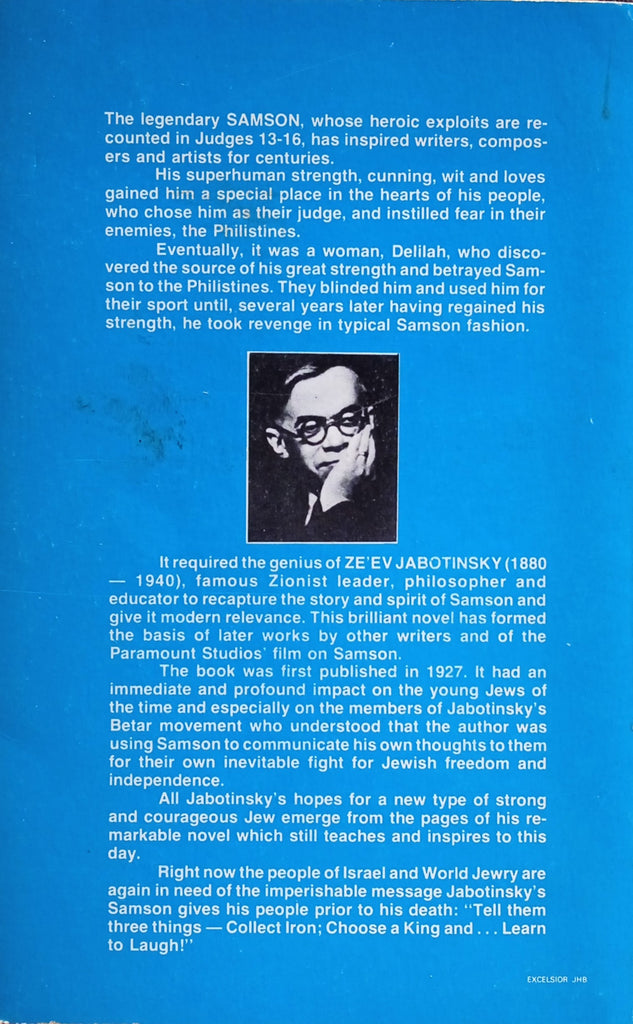 The legendary SAMSON, whose heroic exploits are re-
counted in Judges 13-16, has inspired writers, compos-
ers and artists for centuries.
His superhuman strength, cunning, wit and loves
gained him a special place in the hearts of his people,
who chose him as their judge, and instilled fear in their
enemies, the Philistines.
Eventually, it was a woman, Delilah, who disco-
vered the source of his great strength and betrayed Sam-
son to the Philistines. They blinded him and used him for
their sport until, several years later having regained his
strength, he took revenge in typical Samson fashion.
It required the genius of ZE'EV JABOTINSKY (1880
— 1940), famous Zionist leader, philosopher and
educator to recapture the story and spirit of Samson and
give it modern relevance. This brilliant novel has formed
the basis of later works by other writers and of the
Paramount Studios' film on Samson.
The book was first published in 1927. It had an
immediate and profound impact on the young Jews of
the time and especially on the members of Jabotinsky's
Betar movement who understood that the author was
using Samson to communicate his own thoughts to them
for their own inevitable fight for Jewish freedom and
independence.
All Jabotinsky's hopes for a new type of strong
and courageous Jew emerge from the pages of his re-
markable novel which still teaches and inspires to this
day.
Right now the people of Israel and World Jewry are
again in need of the imperishable message Jabotinsky's
Samson gives his people prior to his death: "Tell them
three things — Collect Iron; Choose a King and . . . Learn
to Laugh!"
EXCELSIOR JHB